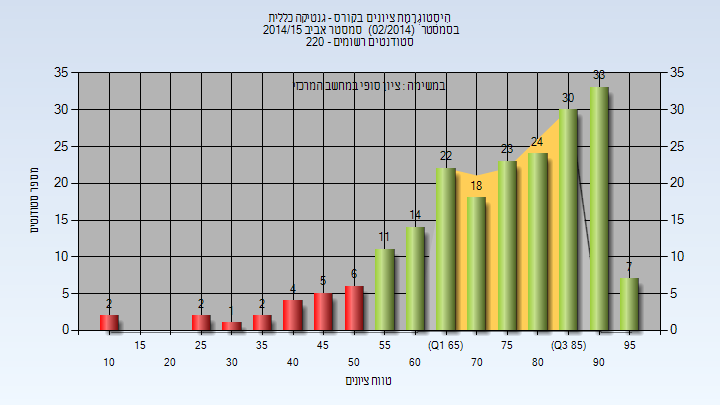 היסטוגרמת ציונים בקורס - גנטיקה כללית
בסמסטר (02/2014) סמסטר אביב 2014/15
סטודנטים רשומים - 220
במשימה : ציון סופי במחשב המרכזי
מספר סטודנטים
35 35
30 30
25 25
20 20
15 15
10 10
5 5
0 0
2 2 1 2 4 5 6 11 14 22 18 23 24 30 33 7
15 25 35 45 55 (Q1 65) 75 (Q3 85) 95
10 20 30 40 50 60 70 80 90
טווח ציונים